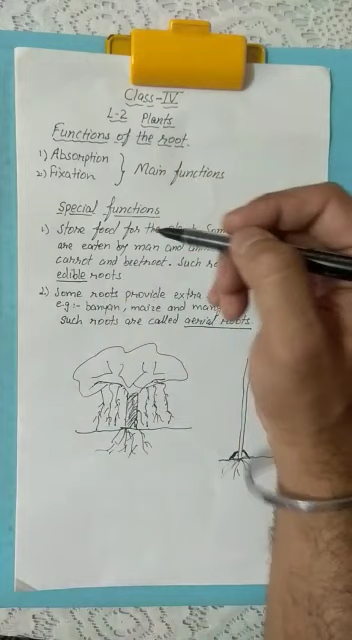 Class-IV
L-2 Plants
Functions of the root.
1) Absorption
2) Fixation } Main functions
Special functions
1) Store food for the
are eaten by man and
carrot and beetroot. Such
edible roots
2) Some roots provide extra
e.g:- banyan, maize and
such roots are called aerial roots.